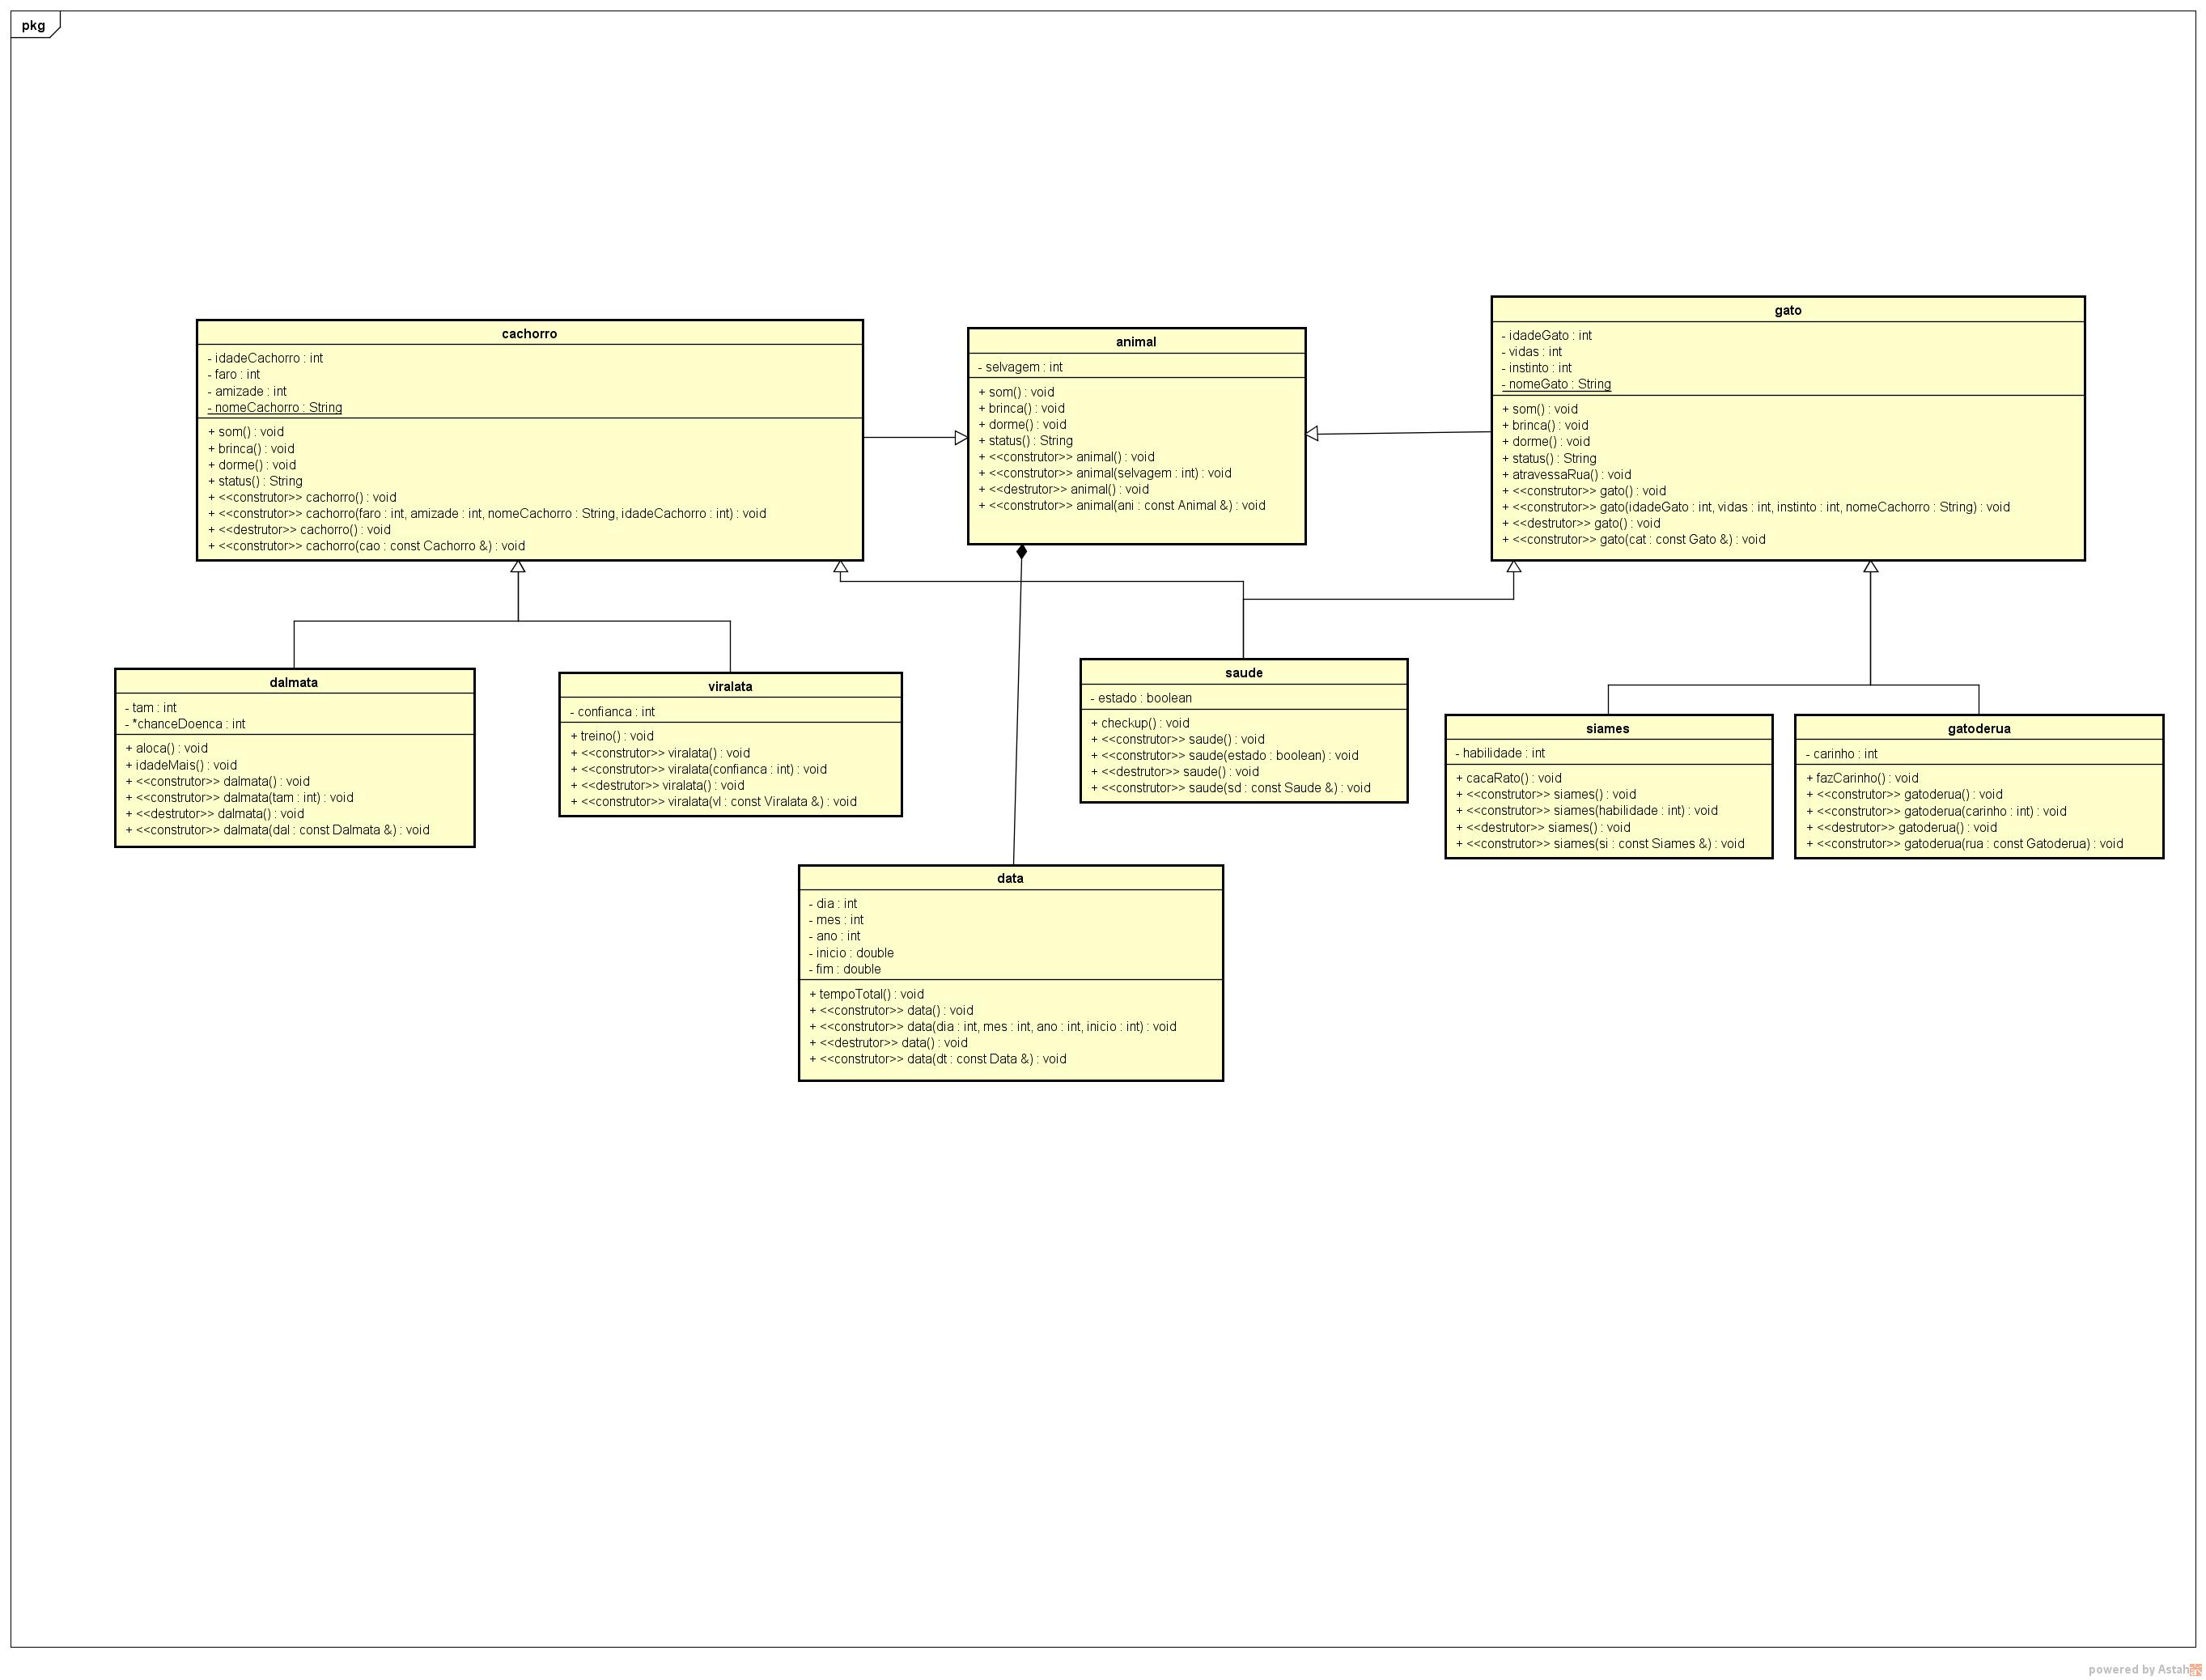 pkg
cachorro
- idadeCachorro : int
- faro : int
- amizade : int
- nomeCachorro : String
+ som() : void
+ brinca() : void
+ dorme() : void
+ status() : String
+ <<construtor>> cachorro() : void
+ <<construtor>> cachorro(faro : int, amizade : int, nomeCachorro : String, idadeCachorro : int) : void
+ <<destrutor>> cachorro() : void
+ <<construtor>> cachorro(cao : const Cachorro &) : void
animal
- selvagem : int
+ som() : void
+ brinca() : void
+ dorme() : void
+ status() : String
+ <<construtor>> animal() : void
+ <<construtor>> animal(selvagem : int) : void
+ <<destrutor>> animal() : void
+ <<construtor>> animal(ani : const Animal &) : void
gato
- idadeGato : int
- vidas : int
- instinto : int
- nomeGato : String
+ som() : void
+ brinca() : void
+ dorme() : void
+ status() : String
+ atravessaRua() : void
+ <<construtor>> gato() : void
+ <<construtor>> gato(idadeGato : int, vidas : int, instinto : int, nomeCachorro : String) : void
+ <<destrutor>> gato() : void
+ <<construtor>> gato(cat : const Gato &) : void
dalmata
- tam : int
- *chanceDoenca : int
+ aloca() : void
+ idadeMais() : void
+ <<construtor>> dalmata() : void
+ <<construtor>> dalmata(tam : int) : void
+ <<destrutor>> dalmata() : void
+ <<construtor>> dalmata(dal : const Dalmata &) : void
viralata
- confianca : int
+ treino() : void
+ <<construtor>> viralata() : void
+ <<construtor>> viralata(confianca : int) : void
+ <<destrutor>> viralata() : void
+ <<construtor>> viralata(vl : const Viralata &) : void
saude
- estado : boolean
+ checkup() : void
+ <<construtor>> saude() : void
+ <<construtor>> saude(estado : boolean) : void
+ <<destrutor>> saude() : void
+ <<construtor>> saude(sd : const Saude &) : void
siames
- habilidade : int
+ cacaRato() : void
+ <<construtor>> siames() : void
+ <<construtor>> siames(habilidade : int) : void
+ <<destrutor>> siames() : void
+ <<construtor>> siames(si : const Siames &) : void
gatoderua
- carinho : int
+ fazCarinho() : void
+ <<construtor>> gatoderua() : void
+ <<construtor>> gatoderua(carinho : int) : void
+ <<destrutor>> gatoderua() : void
+ <<construtor>> gatoderua(rua : const Gatoderua) : void
data
- dia : int
- mes : int
- ano : int
- inicio : double
- fim : double
+ tempoTotal() : void
+ <<construtor>> data() : void
+ <<construtor>> data(dia : int, mes : int, ano : int, inicio : int) : void
+ <<destrutor>> data() : void
+ <<construtor>> data(dt : const Data &) : void
powered by Astah